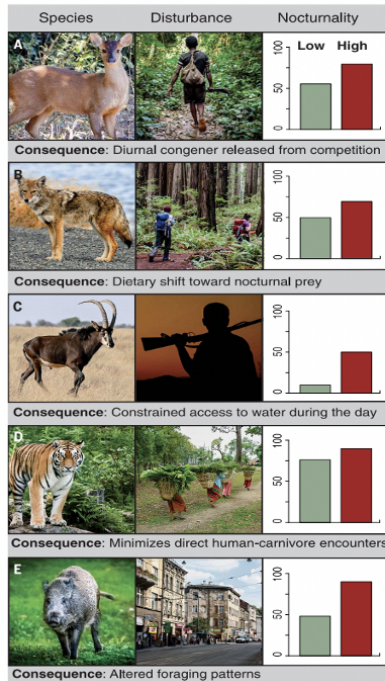 Species Disturbance Nocturnality
A
Low High
100
50
0
Consequence: Diurnal congener released from competition
B
100
50
0
Consequence: Dietary shift toward nocturnal prey
C
100
50
0
Consequence: Constrained access to water during the day
D
100
50
0
Consequence: Minimizes direct human-carnivore encounters
E
100
50
0
Consequence: Altered foraging patterns